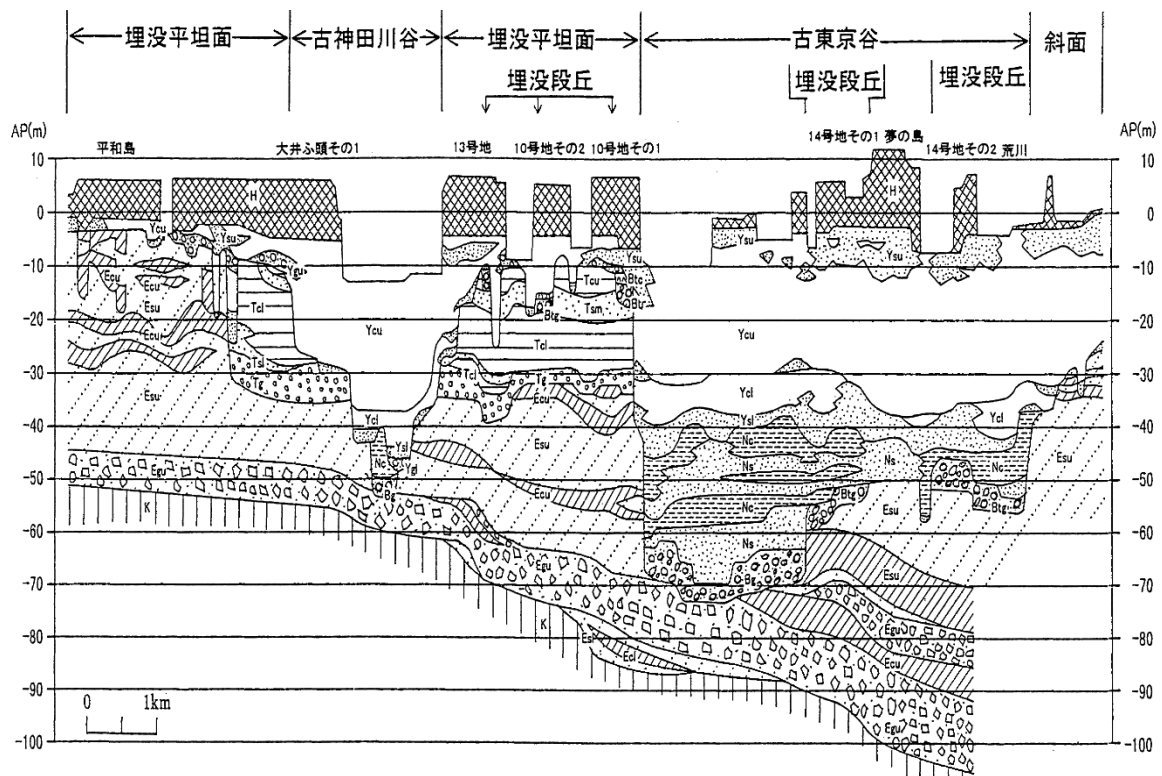 埋没平坦面 古神田川谷 埋没平坦面 古東京谷 斜面
埋没段丘 埋没段丘 埋没段丘
AP(m) AP(m)
平和島 大井ふ頭その1 13号地 10号地その2 10号地その1 14号地その1 夢の島 14号地その2 荒川
10 10
H H
0 0
Ycu Ysu Ysu Ysu Ysu
-10 -10
Ygu Tcu Btc
Ecu Btg Tsm
Esu Tcl
-20 Ycu Tcl Ycu -20
Ecu
Tsl
-30 Tg Tcl Tg -30
Ecu
Ycl Ycl Ycl
-40 Esu Ysl Esu Ysl -40
Nc Ygl Nc Ns Nc
Ns Esu
-50 Egu Bg Ecu Btg Btg -50
K Nc
-60 Ns -60
Egu Bg Esu
-70 -70
Egu
-80 K Esl Ecl Ecu -80
-90 -90
0 1km
Egu
-100 -100